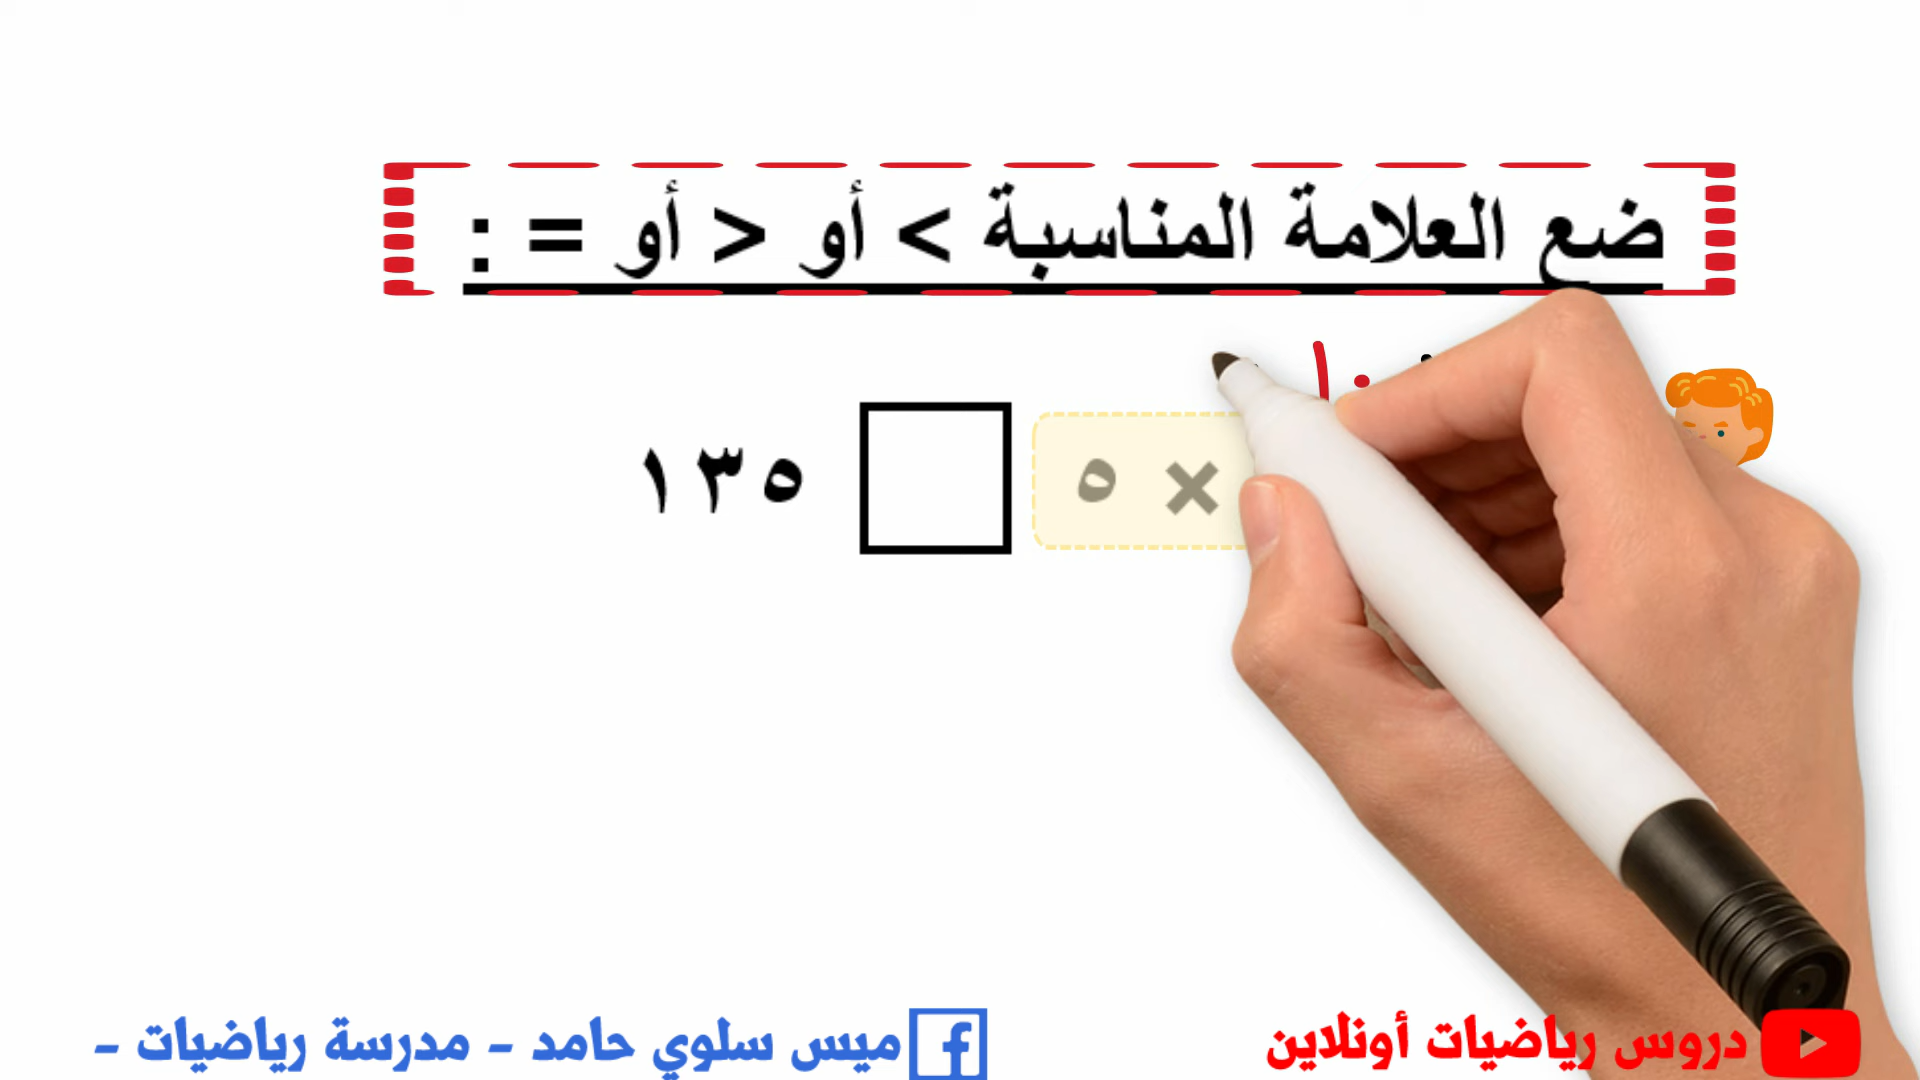 ضع العلامة المناسبة > أو < أو = :
× ٥ ١٣٥
دروس رياضيات أونلاين ميس سلوي حامد - مدرسة رياضيات -